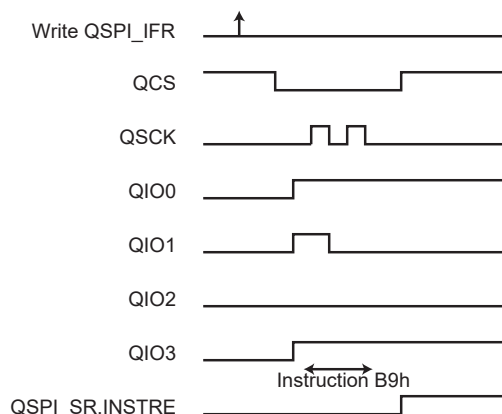 Write QSPI_IFR
QCS
QSCK
QIO0
QIO1
QIO2
QIO3
Instruction B9h
QSPI_SR.INSTRE